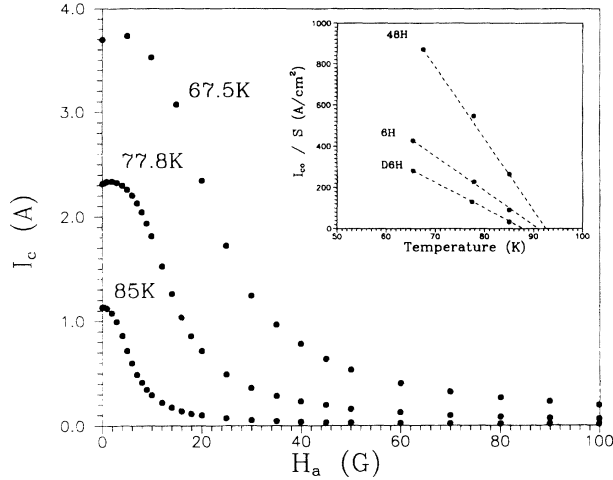 4.0
3.0
2.0
1.0
0.0
I_c (A)
67.5K
77.8K
85K
0
20
40
60
80
100
H_a (G)
1000
800
600
400
200
0
I_co / S (A/cm²)
48H
6H
D6H
50
60
70
80
90
100
Temperature (K)